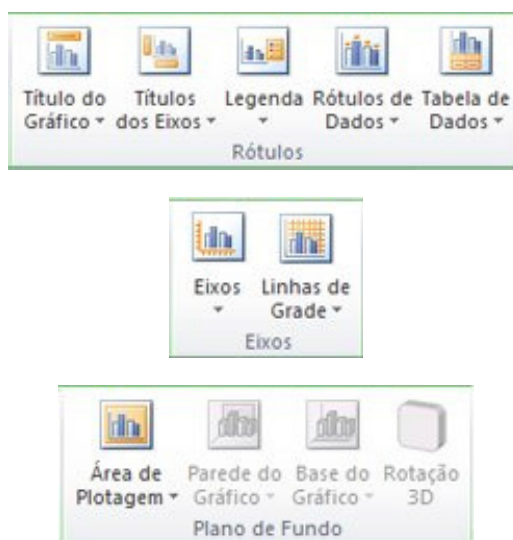 Título do Títulos Legenda Rótulos de Tabela de
Gráfico dos Eixos Dados Dados
Rótulos
Eixos Linhas de
Grade
Eixos
Área de Parede do Base do Rotação
Plotagem Gráfico Gráfico 3D
Plano de Fundo